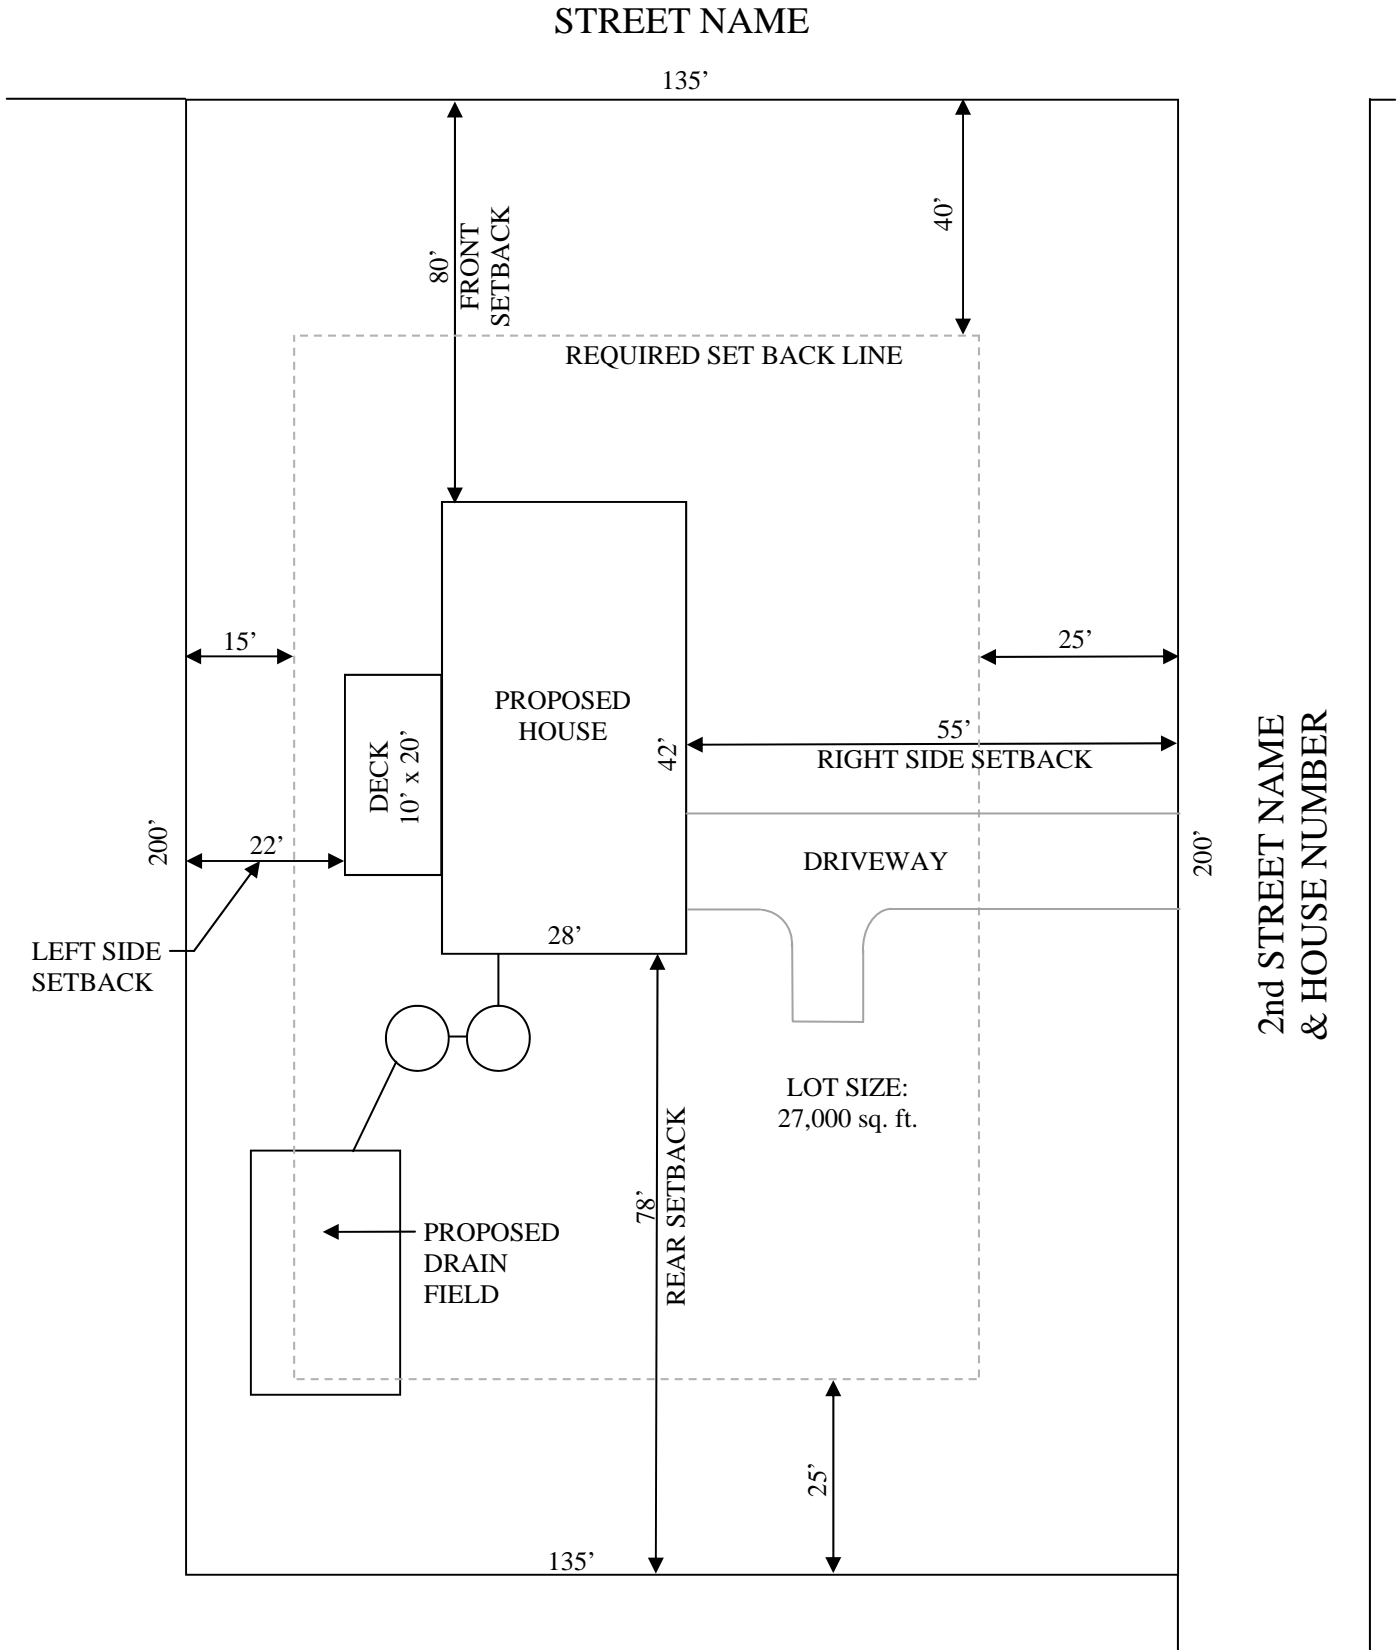 STREET NAME
135’
80’
FRONT
SETBACK
40’
REQUIRED SET BACK LINE
15’
25’
PROPOSED
HOUSE
42’
DECK
10’ x 20’
55’
RIGHT SIDE SETBACK
200’
22’
DRIVEWAY
200’
2nd STREET NAME
& HOUSE NUMBER
LEFT SIDE
SETBACK
28’
LOT SIZE:
27,000 sq. ft.
78’
REAR SETBACK
PROPOSED
DRAIN
FIELD
25’
135’